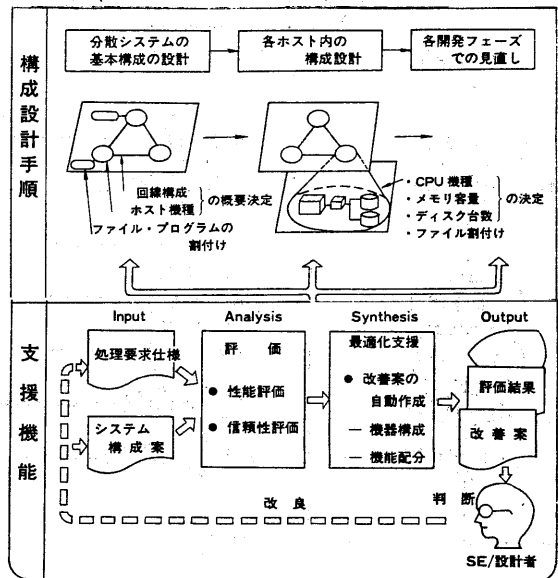 構成設計手順
分散システムの
基本構成の設計
各ホスト内の
構成設計
各開発フェーズ
での見直し
回線構成
ホスト機種
の概要決定
ファイル・プログラムの
割付け
・CPU機種
・メモリ容量
・ディスク台数
・ファイル割付け
の決定
支援機能
Input
Analysis
Synthesis
Output
処理要求仕様
システム
構成案
評価
● 性能評価
● 信頼性評価
最適化支援
● 改善案の
自動作成
― 機器構成
― 機能配分
評価結果
改善案
改良
判断
SE/設計者